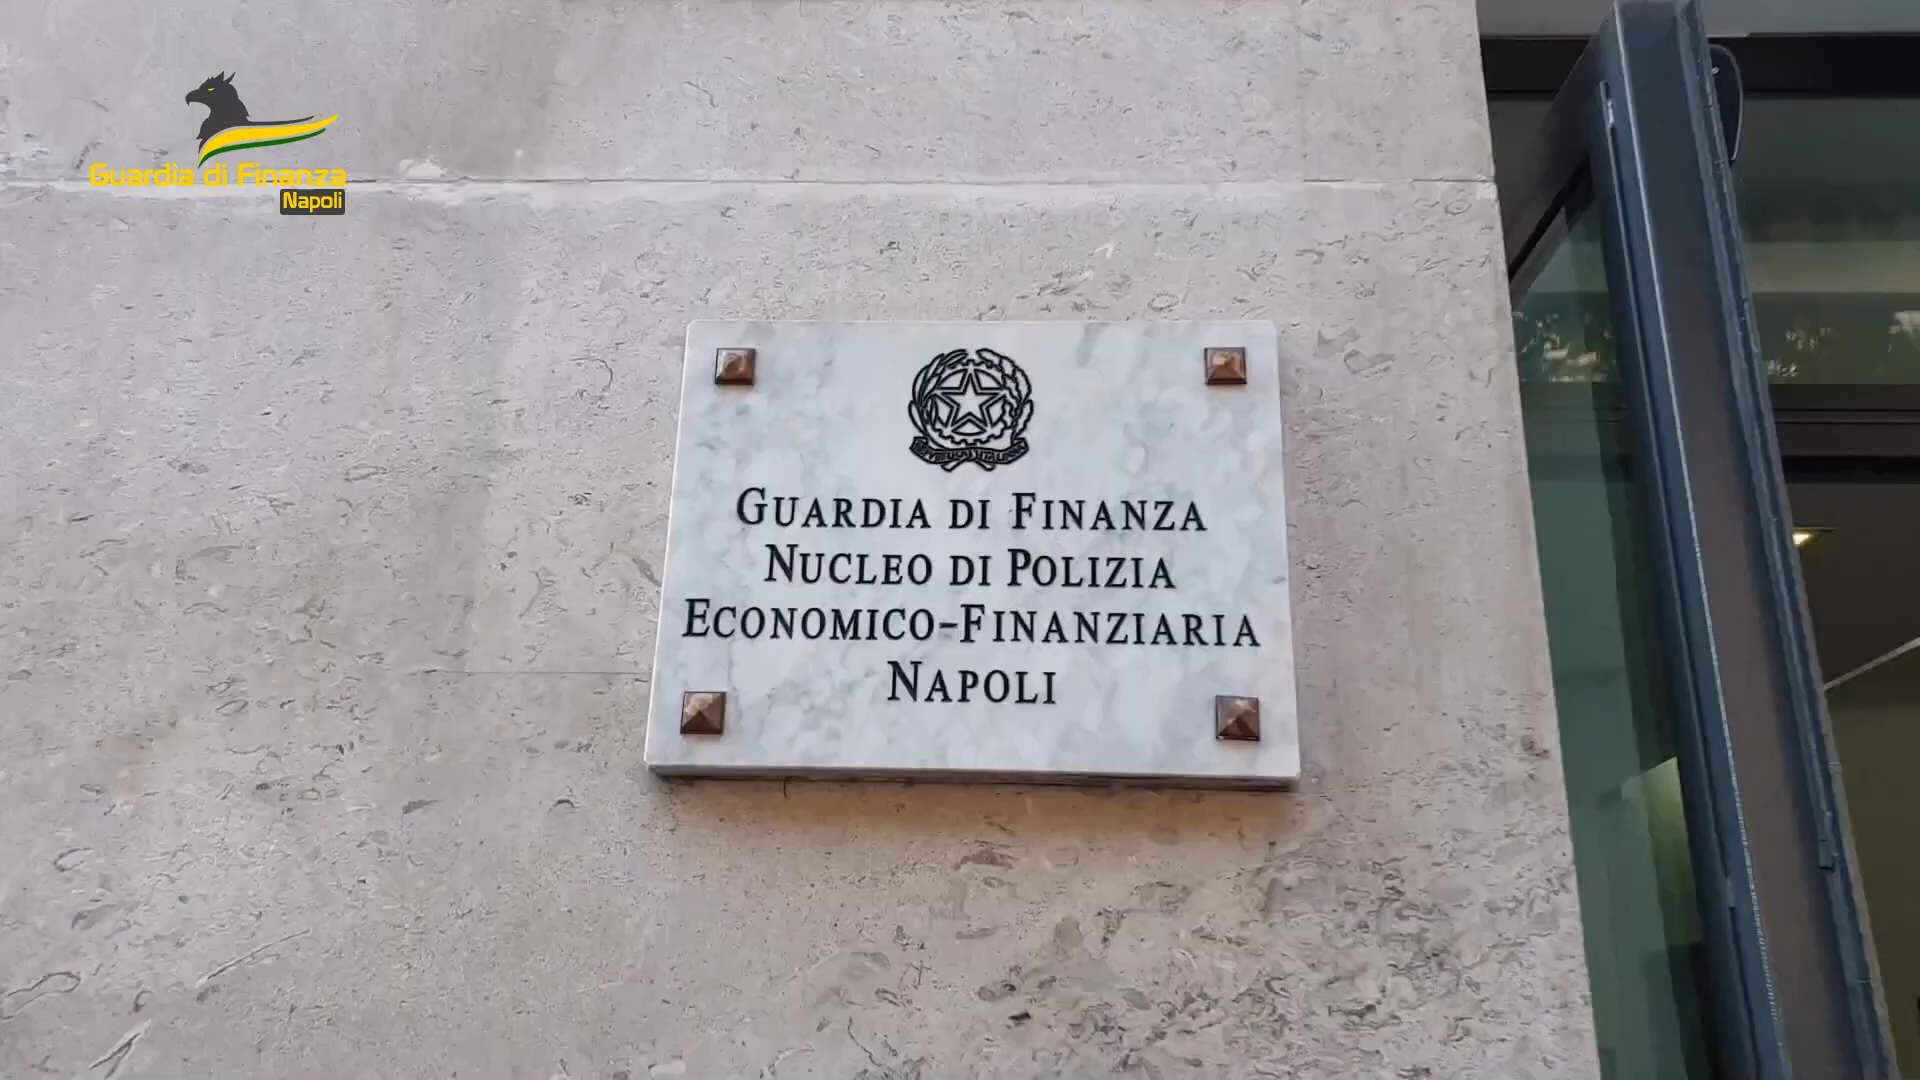 Guardia di Finanza
Napoli
GUARDIA DI FINANZA
NUCLEO DI POLIZIA
ECONOMICO-FINANZIARIA
NAPOLI